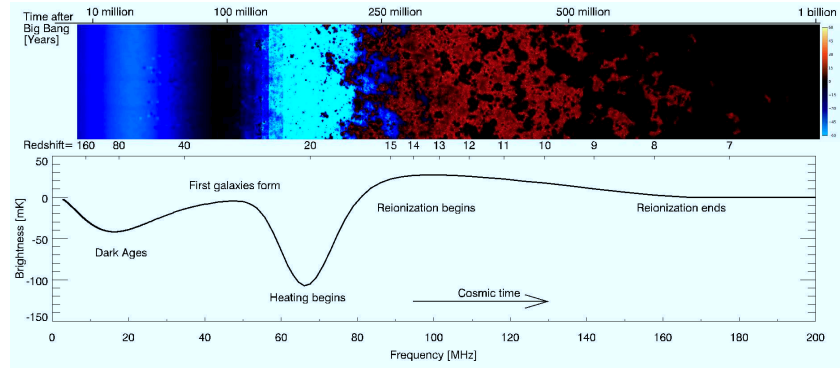 Time after
Big Bang
[Years]
10 million 100 million 250 million 500 million 1 billion
Redshift= 160 80 40 20 15 14 13 12 11 10 9 8 7
50
0
-50
-100
-150
Brightness [mK]
First galaxies form
Reionization begins
Reionization ends
Dark Ages
Heating begins
Cosmic time
0 20 40 60 80 100 120 140 160 180 200
Frequency [MHz]